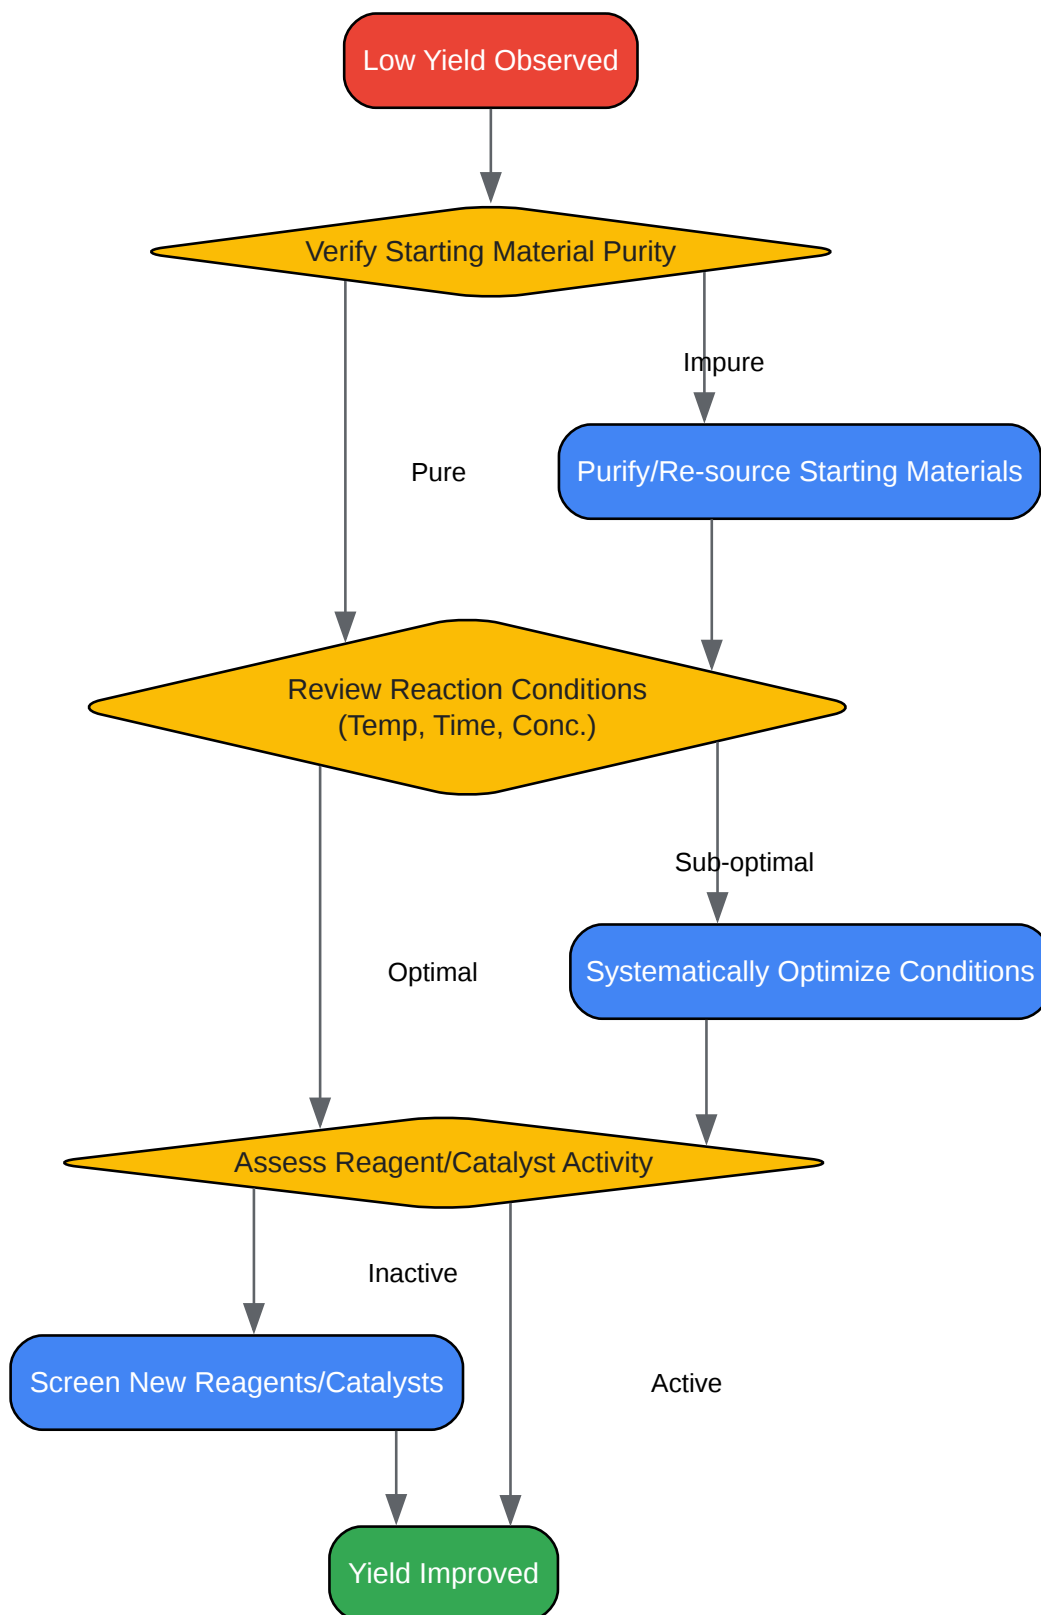 Low Yield Observed
Verify Starting Material Purity
Impure
Pure
Purify/Re-source Starting Materials
Review Reaction Conditions
(Temp, Time, Conc.)
Sub-optimal
Optimal
Systematically Optimize Conditions
Assess Reagent/Catalyst Activity
Inactive
Screen New Reagents/Catalysts
Active
Yield Improved